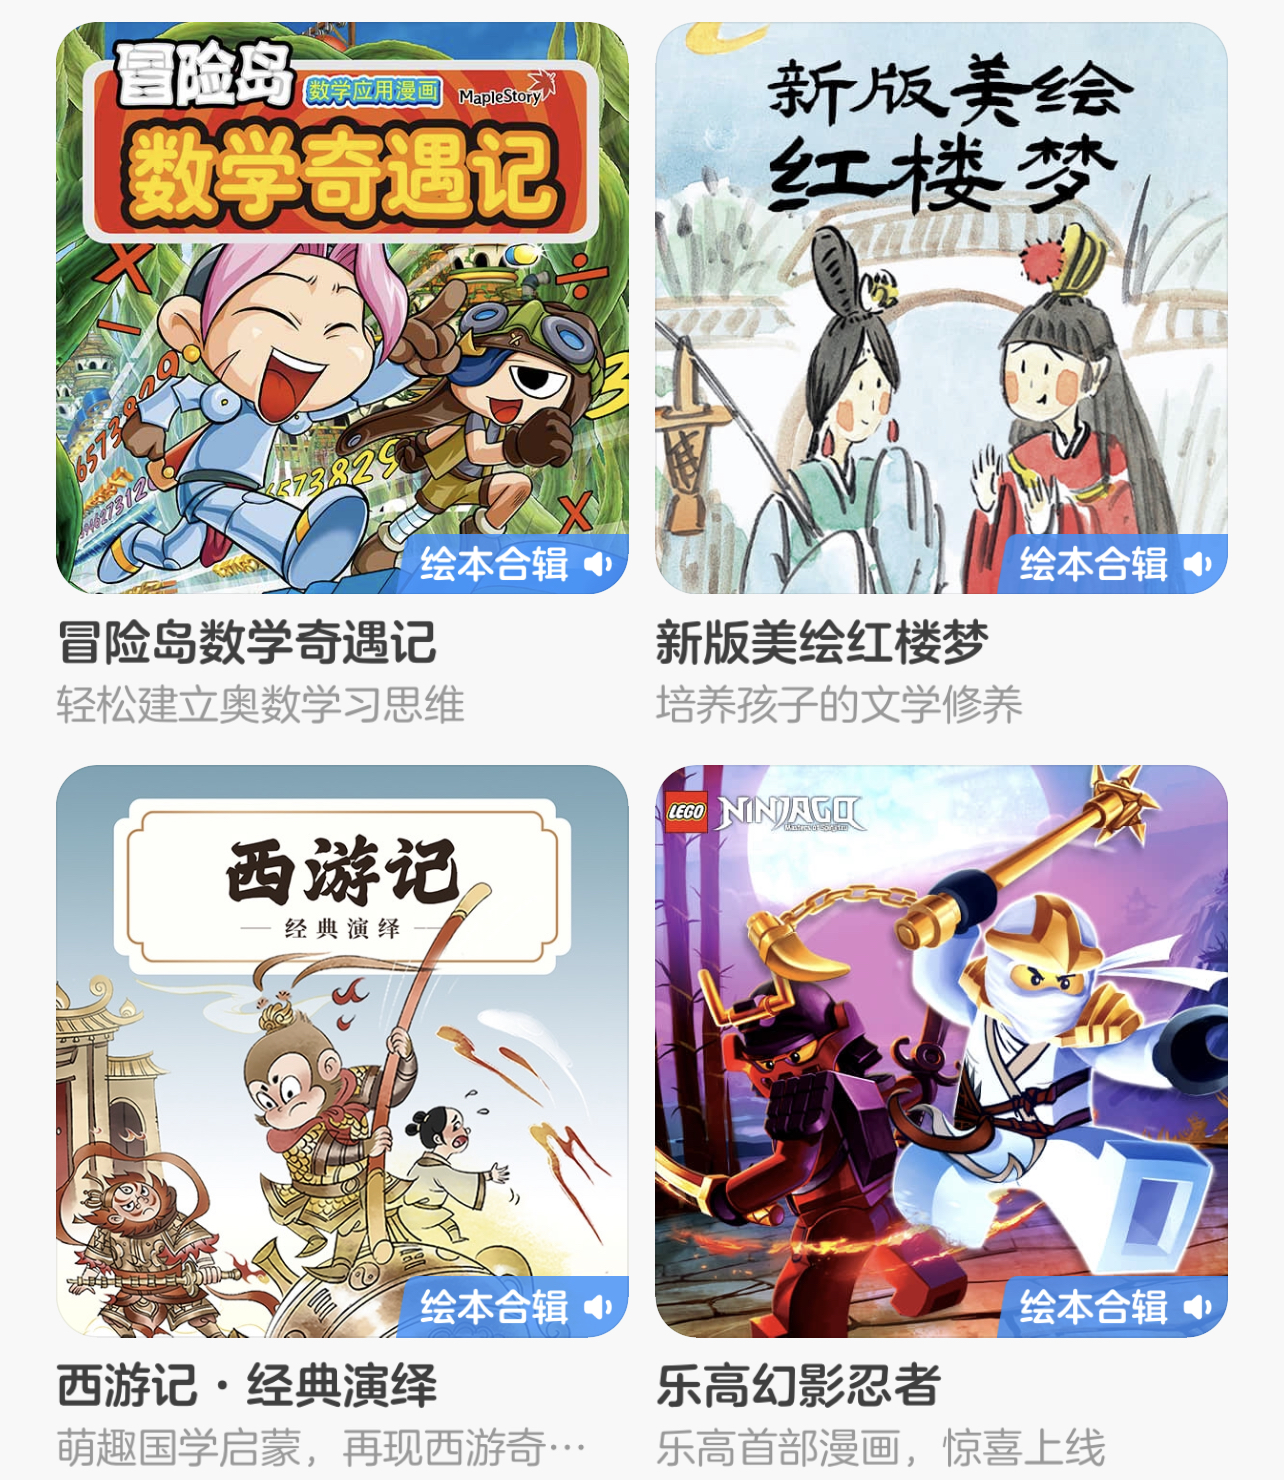 冒险岛
数学应用漫画
MapleStory
数学奇遇记
绘本合辑
冒险岛数学奇遇记
轻松建立奥数学习思维
新版美绘
红楼梦
绘本合辑
新版美绘红楼梦
培养孩子的文学修养
西游记
经典演绎
绘本合辑
西游记·经典演绎
萌趣国学启蒙，再现西游奇…
LEGO NINJAGO
Masters of Spinjitzu
绘本合辑
乐高幻影忍者
乐高首部漫画，惊喜上线